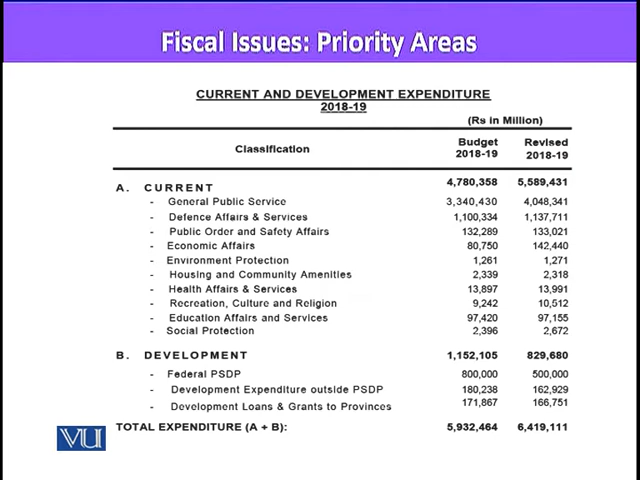 Fiscal Issues: Priority Areas
CURRENT AND DEVELOPMENT EXPENDITURE
2018-19
(Rs in Million)
Classification Budget 2018-19 Revised 2018-19
A. CURRENT 4,780,358 5,589,431
- General Public Service 3,340,430 4,048,341
- Defence Affairs & Services 1,100,334 1,137,711
- Public Order and Safety Affairs 132,289 133,021
- Economic Affairs 80,750 142,440
- Environment Protection 1,261 1,271
- Housing and Community Amenities 2,339 2,318
- Health Affairs & Services 13,897 13,991
- Recreation, Culture and Religion 9,242 10,512
- Education Affairs and Services 97,420 97,155
- Social Protection 2,396 2,672
B. DEVELOPMENT 1,152,105 829,680
- Federal PSDP 800,000 500,000
- Development Expenditure outside PSDP 180,238 162,929
- Development Loans & Grants to Provinces 171,867 166,751
TOTAL EXPENDITURE (A + B): 5,932,464 6,419,111
VU